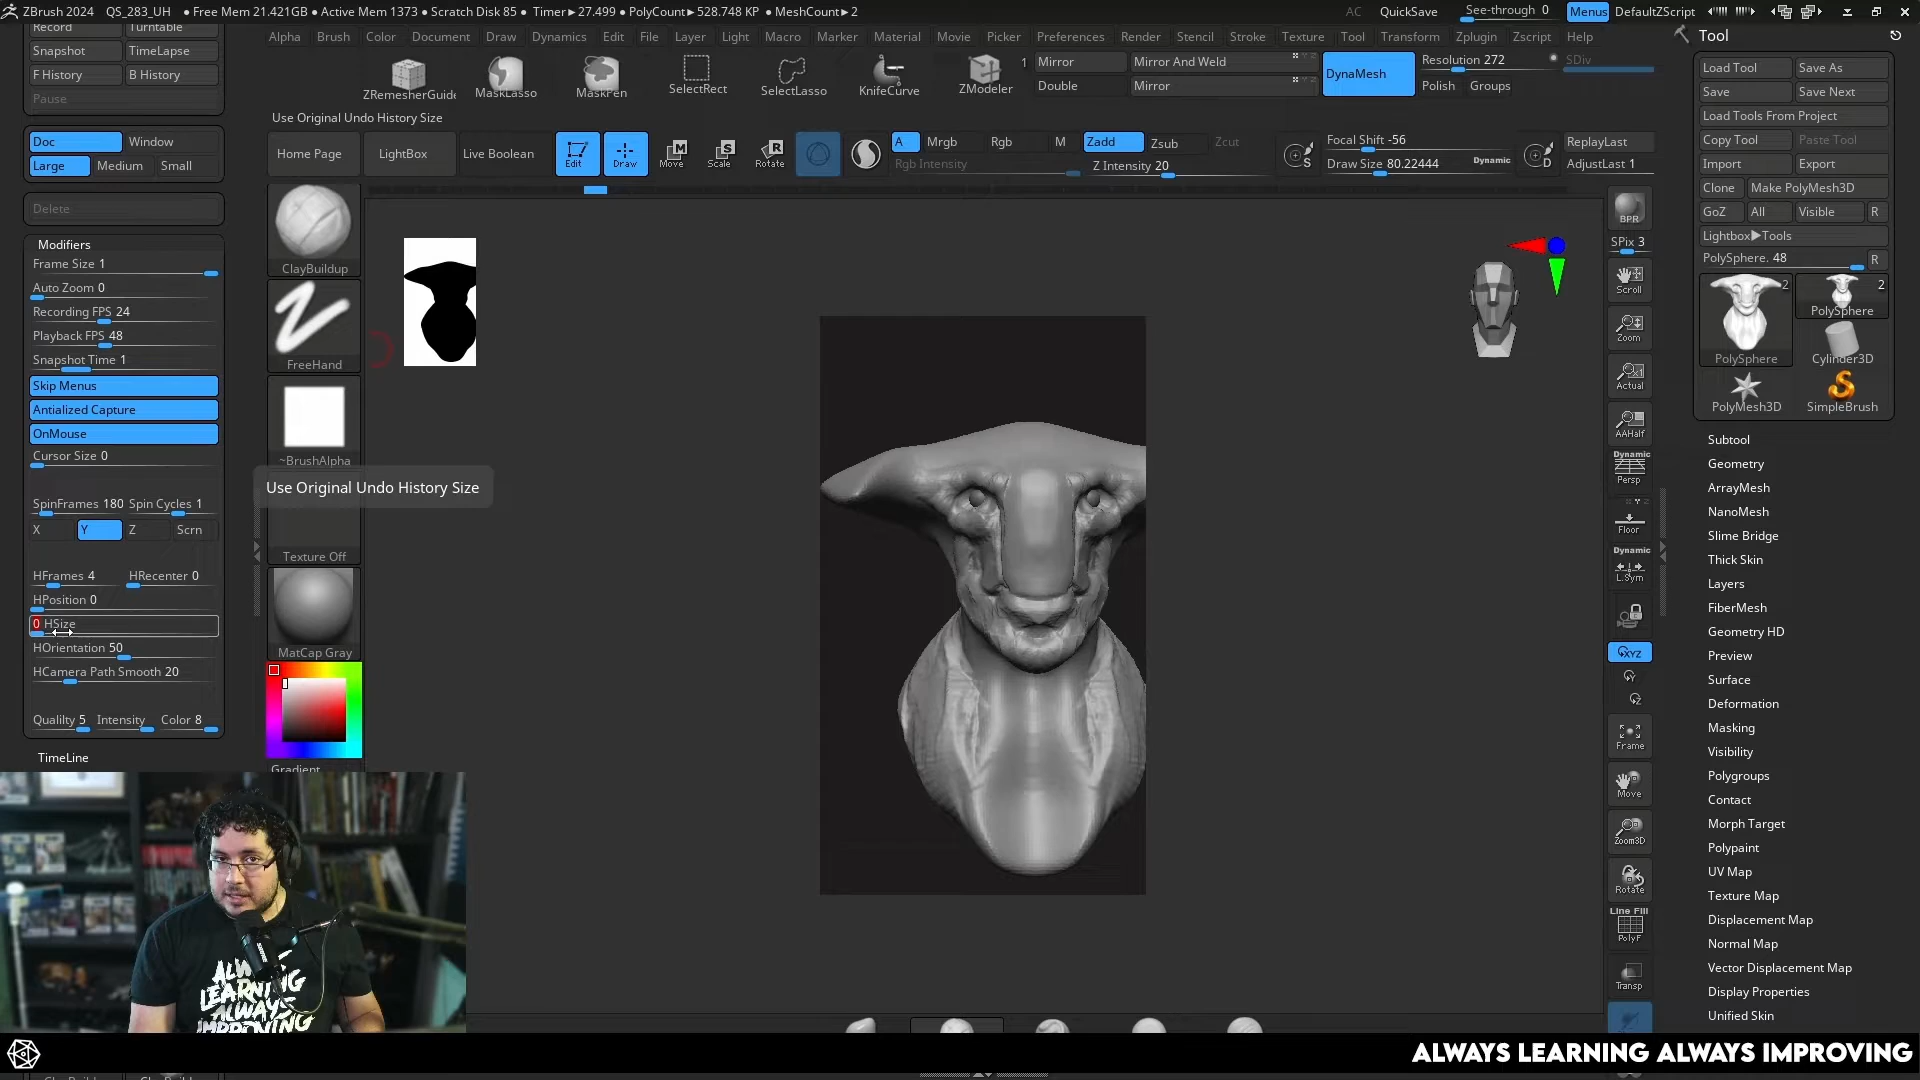 ZBrush 2024 QS_283_UH ● Free Mem 21.421GB ● Active Mem 1373 ● Scratch Disk 85 ● Timer▶27.499 ● PolyCount▶528.748 KP ● MeshCount▶2 AC QuickSave See-through 0 Menus DefaultZScript
Alpha Brush Color Document Draw Dynamics Edit File Layer Light Macro Marker Material Movie Picker Preferences Render Stencil Stroke Texture Tool Transform Zplugin Zscript Help
Record Turntable
Snapshot TimeLapse
F History B History
Pause
Doc Window
Large Medium Small
Delete
Modifiers
Frame Size 1
Auto Zoom 0
Recording FPS 24
Playback FPS 48
Snapshot Time 1
Skip Menus
Antialized Capture
OnMouse
Cursor Size 0
SpinFrames 180 Spin Cycles 1
X Y Z Scrn
HFrames 4 HRecenter 0
HPosition 0
0 HSize
HOrientation 50
HCamera Path Smooth 20
Qualilty 5 Intensity Color 8
TimeLine
ZRemesherGuide MaskLasso MaskPen SelectRect SelectLasso KnifeCurve ZModeler
1 Mirror Mirror And Weld
Double Mirror
DynaMesh
Resolution 272 SDiv
Polish Groups
Use Original Undo History Size
Home Page LightBox Live Boolean Edit Draw Move Scale Rotate
A Mrgb Rgb M Zadd Zsub Zcut
Rgb Intensity Z Intensity 20
S Focal Shift -56
Draw Size 80.22444 Dynamic
D ReplayLast
AdjustLast 1
ClayBuildup
FreeHand
~BrushAlpha
Use Original Undo History Size
Texture Off
MatCap Gray
Gradient
BPR
SPix 3
Scroll
Zoom
Actual
AAHalf
Dynamic
Persp
Floor
Dynamic
L.Sym
XYZ
Y
Z
Frame
Move
Zoom3D
Rotate
Line Fill
PolyF
Transp
Tool
Load Tool Save As
Save Save Next
Load Tools From Project
Copy Tool Paste Tool
Import Export
Clone Make PolyMesh3D
GoZ All Visible R
Lightbox▶Tools
PolySphere. 48 R
2 2
PolySphere
PolySphere Cylinder3D
PolyMesh3D SimpleBrush
Subtool
Geometry
ArrayMesh
NanoMesh
Slime Bridge
Thick Skin
Layers
FiberMesh
Geometry HD
Preview
Surface
Deformation
Masking
Visibility
Polygroups
Contact
Morph Target
Polypaint
UV Map
Texture Map
Displacement Map
Normal Map
Vector Displacement Map
Display Properties
Unified Skin
ALWAYS
LEARNING
ALWAYS
IMPROVING
ALWAYS LEARNING ALWAYS IMPROVING